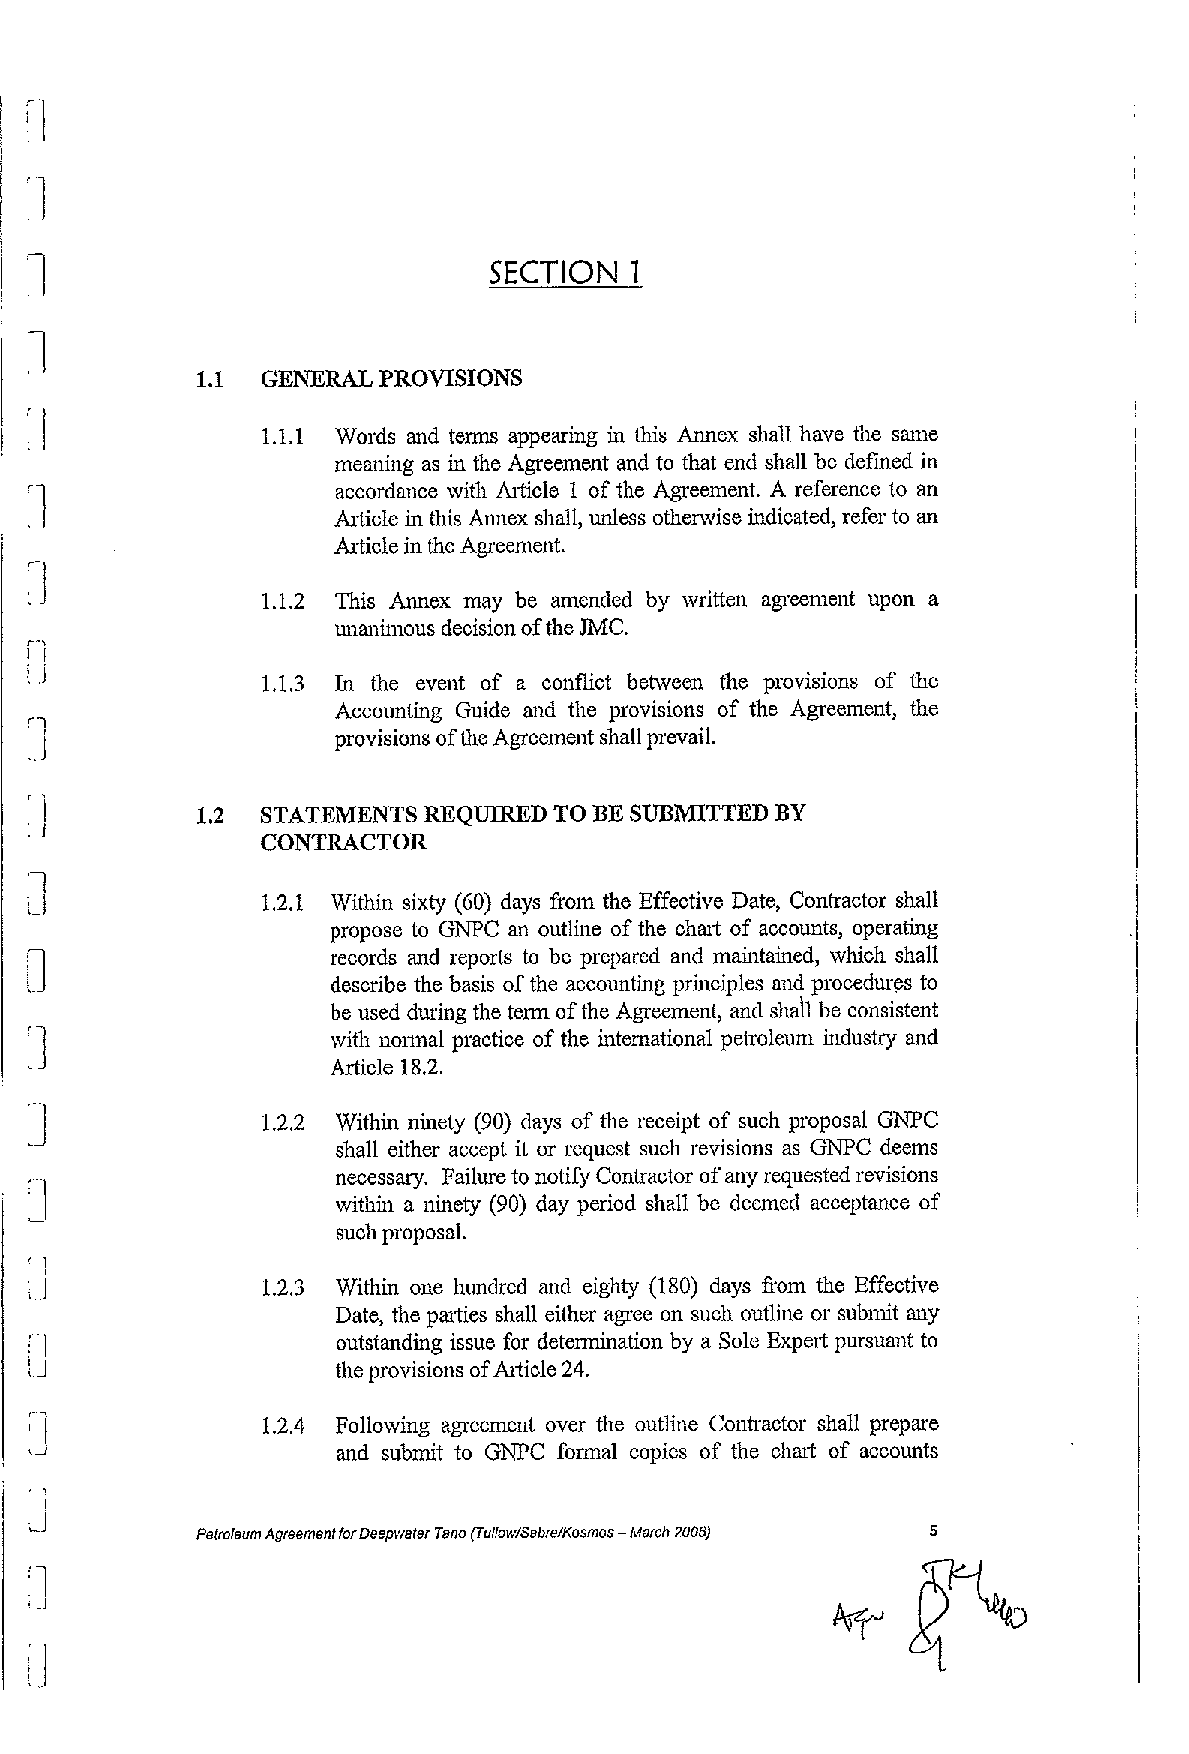 SECTION 1
1.1 GENERAL PROVISIONS
1.1.1 Words and terms appearing in this Annex shall have the same
meaning as in the Agreement and to that end shall be defined in
accordance with Article 1 of the Agreement. A reference to an
Article in this Annex shall, unless otherwise indicated, refer to an
Article in the Agreement.
1.1.2 This Annex may be amended by written agreement upon a
unanimous decision of the JMC.
1.1.3 In the event of a conflict between the provisions of the
Accounting Guide and the provisions of the Agreement, the
provisions of the Agreement shall prevail.
1.2 STATEMENTS REQUIRED TO BE SUBMITTED BY
CONTRACTOR
1.2.1 Within sixty (60) days from the Effective Date, Contractor shall
propose to GNPC an outline of the chart of accounts, operating
records and reports to be prepared and maintained, which shall
describe the basis of the accounting principles and procedures to
be used during the term of the Agreement, and shall be consistent
with normal practice of the international petroleum industry and
Article 18.2.
1.2.2 Within ninety (90) days of the receipt of such proposal GNPC
shall either accept it or request such revisions as GNPC deems
necessary. Failure to notify Contractor of any requested revisions
within a ninety (90) day period shall be deemed acceptance of
such proposal.
1.2.3 Within one hundred and eighty (180) days from the Effective
Date, the parties shall either agree on such outline or submit any
outstanding issue for determination by a Sole Expert pursuant to
the provisions of Article 24.
1.2.4 Following agreement over the outline Contractor shall prepare
and submit to GNPC formal copies of the chart of accounts
Petroleum Agreement for Deepwater Tano (Tullow/Sabre/Kosmos – March 2006) 5